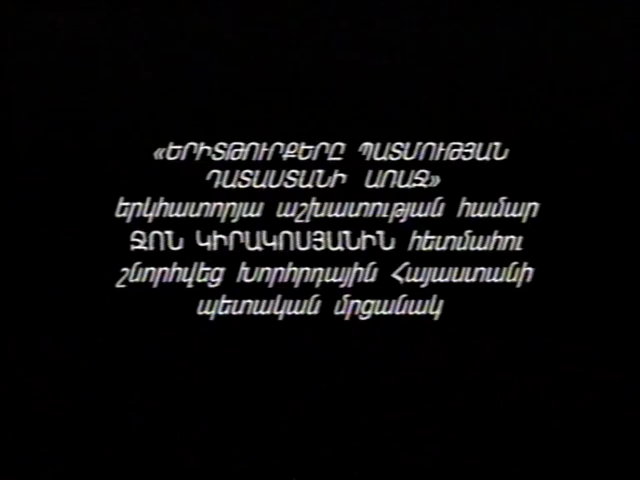 «ԵՐԻՏԹՈՒՐՔԵՐԸ ՊԱՏՄՈՒԹՅԱՆ
ԴԱՏԱՍՏԱՆԻ ԱՌԱՋ»
երկհատորյա աշխատության համար
ՋՈՆ ԿԻՐԱԿՈՍՅԱՆԻՆ հետմահու
շնորհվեց Խորհրդային Հայաստանի
պետական մրցանակ